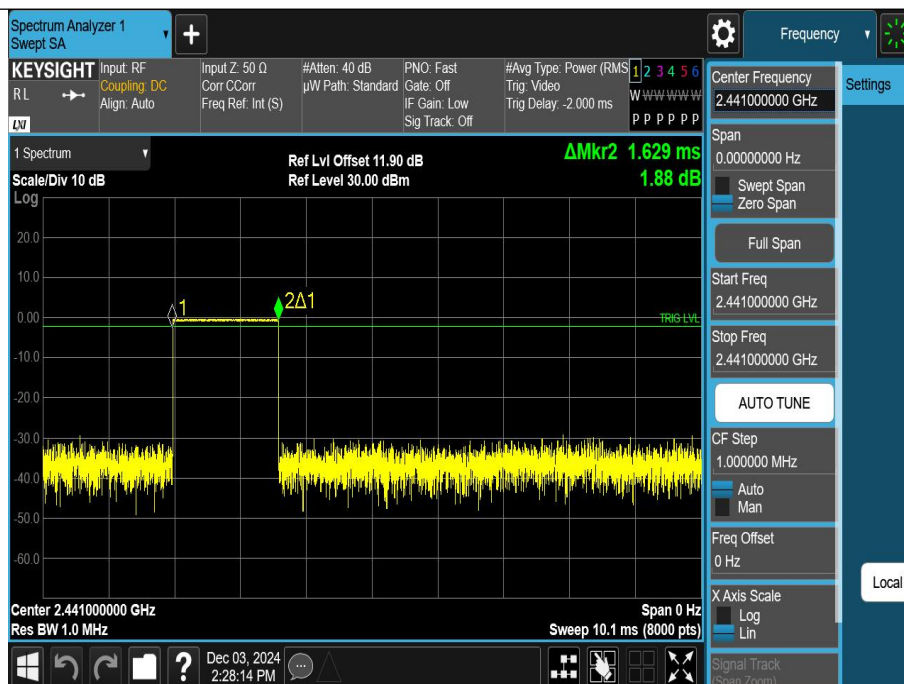 Spectrum Analyzer 1
Swept SA
+
Frequency
KEYSIGHT
RL
LXI
Input: RF
Coupling: DC
Align: Auto
Input Z: 50 Ω
Corr CCorr
Freq Ref: Int (S)
#Atten: 40 dB
µW Path: Standard
PNO: Fast
Gate: Off
IF Gain: Low
Sig Track: Off
#Avg Type: Power (RMS
Trig: Video
Trig Delay: -2.000 ms
1 2 3 4 5 6
W W W W W W
P P P P P P
1 Spectrum
Scale/Div 10 dB
Log
Ref Lvl Offset 11.90 dB
Ref Level 30.00 dBm
ΔMkr2 1.629 ms
1.88 dB
20.0
10.0
0.00
-10.0
-20.0
-30.0
-40.0
-50.0
-60.0
1
2Δ1
TRIG LVL
Center 2.441000000 GHz
Res BW 1.0 MHz
Span 0 Hz
Sweep 10.1 ms (8000 pts)
?
Dec 03, 2024
2:28:14 PM
Center Frequency
2.441000000 GHz
Span
0.00000000 Hz
Swept Span
Zero Span
Full Span
Start Freq
2.441000000 GHz
Stop Freq
2.441000000 GHz
AUTO TUNE
CF Step
1.000000 MHz
Auto
Man
Freq Offset
0 Hz
X Axis Scale
Log
Lin
Signal Track
(Span Zoom)
Settings
Local